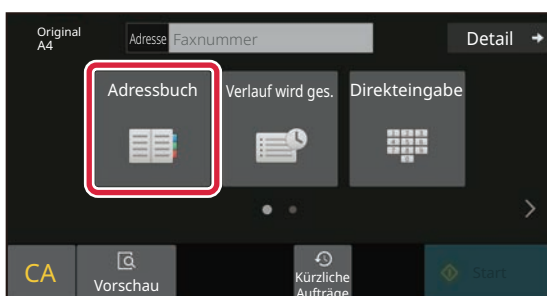 Original
A4
Adresse Faxnummer
Detail
Adressbuch
Verlauf wird ges.
Direkteingabe
CA
Vorschau
Kürzliche
Aufträge
Start